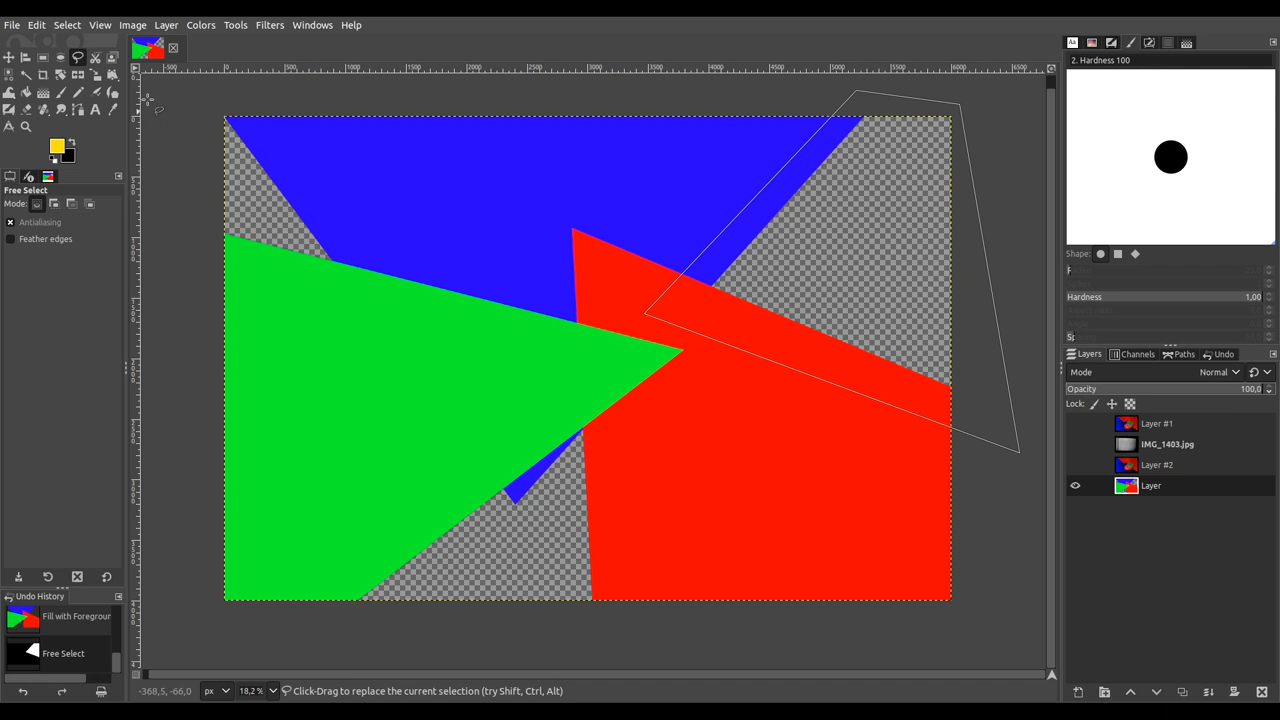 File Edit Select View Image Layer Colors Tools Filters Windows Help
2. Hardness 100
Free Select
Mode:
Antialiasing
Feather edges
Shape:
Hardness 1,00
Layers Channels Paths Undo
Mode Normal
Opacity 100,0
Lock:
Layer #1
IMG_1403.jpg
Layer #2
Layer
Undo History
Fill with Foregroun
Free Select
-368,5, -66,0 px 18,2 % Click-Drag to replace the current selection (try Shift, Ctrl, Alt)